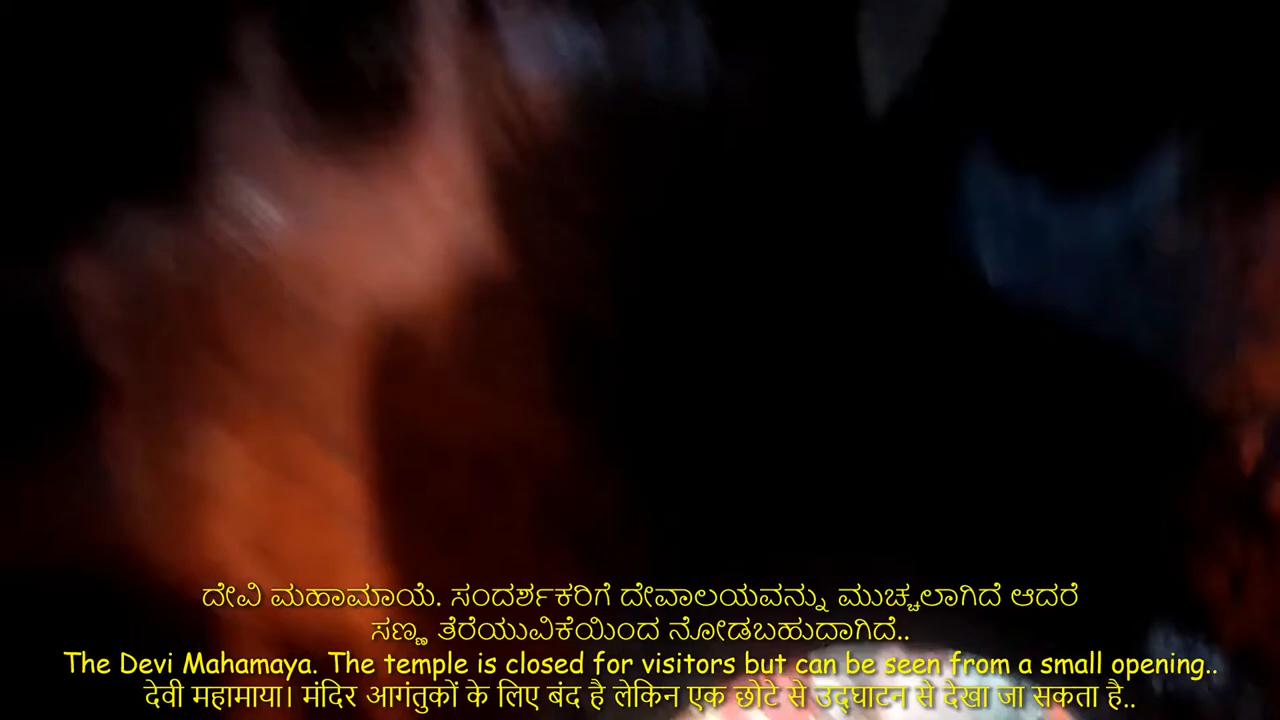 ದೇವಿ ಮಹಾಮಾಯೆ. ಸಂದರ್ಶಕರಿಗೆ ದೇವಾಲಯವನ್ನು ಮುಚ್ಚಲಾಗಿದೆ ಆದರೆ
ಸಣ್ಣ ತೆರೆಯುವಿಕೆಯಿಂದ ನೋಡಬಹುದಾಗಿದೆ..
The Devi Mahamaya. The temple is closed for visitors but can be seen from a small opening..
देवी महामाया। मंदिर आगंतुकों के लिए बंद है लेकिन एक छोटे से उद्घाटन से देखा जा सकता है..